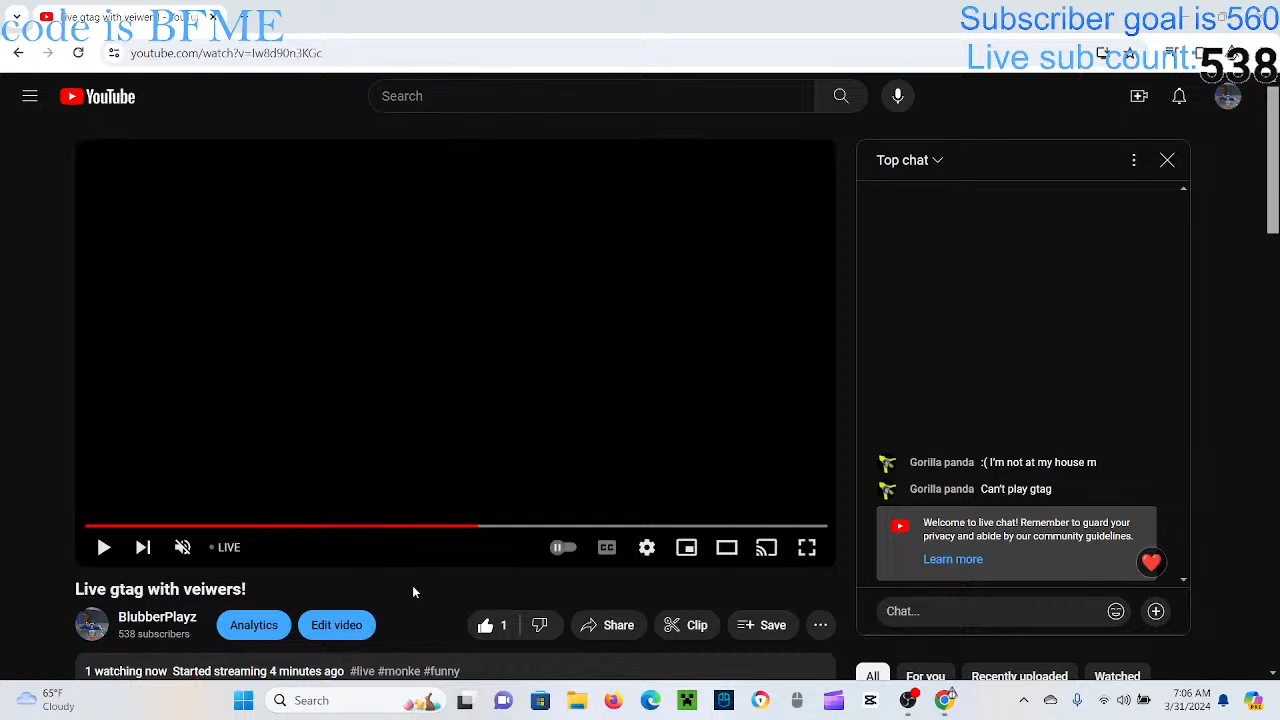 code is BFME
Subscriber goal is 560
Live sub count: 538
youtube.com/watch?v=Iw8d90n3KGc
YouTube
Search
Top chat
Gorilla panda :( I'm not at my house rn
Gorilla panda Can't play gtag
Welcome to live chat! Remember to guard your
privacy and abide by our community guidelines.
Learn more
Chat...
LIVE
CC
Live gtag with veiwers!
BlubberPlayz
538 subscribers
Analytics
Edit video
1
Share
Clip
Save
1 watching now Started streaming 4 minutes ago #live #monke #funny
All
For you
Recently uploaded
Watched
65°F
Cloudy
Search
7:06 AM
3/31/2024